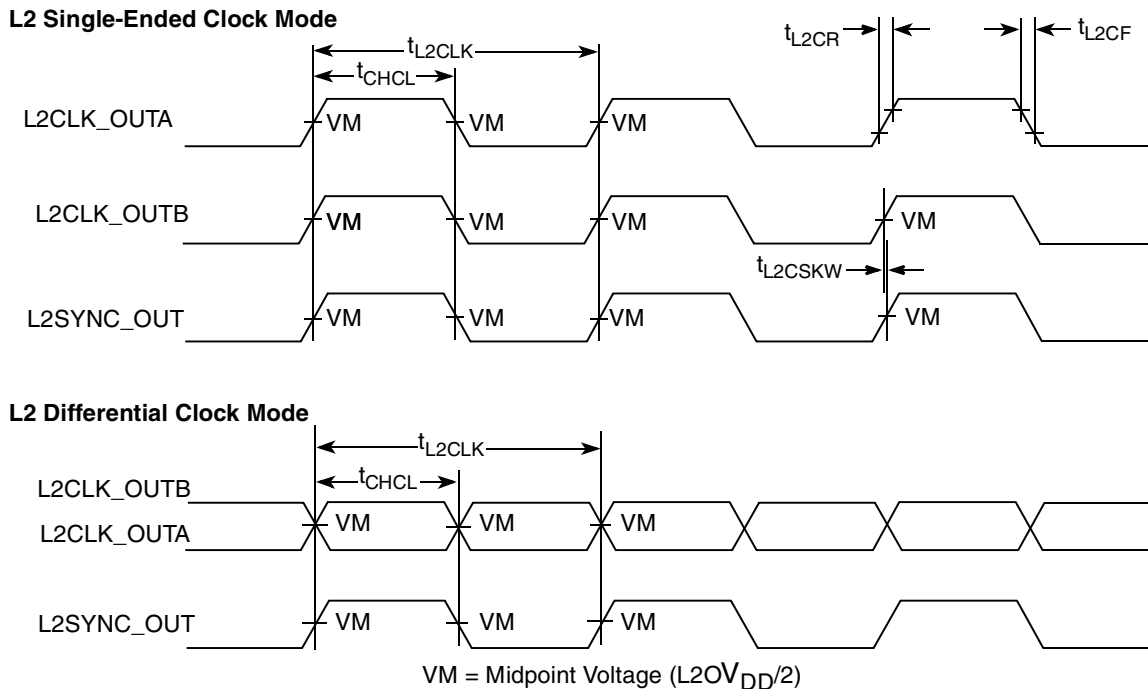 L2 Single-Ended Clock Mode
tL2CLK
tL2CR
tL2CF
tCHCL
L2CLK_OUTA
VM
VM
VM
L2CLK_OUTB
VM
VM
VM
VM
tL2CSKW
L2SYNC_OUT
VM
VM
VM
VM
L2 Differential Clock Mode
tL2CLK
tCHCL
L2CLK_OUTB
L2CLK_OUTA
VM
VM
VM
L2SYNC_OUT
VM
VM
VM
VM = Midpoint Voltage (L2OVDD/2)